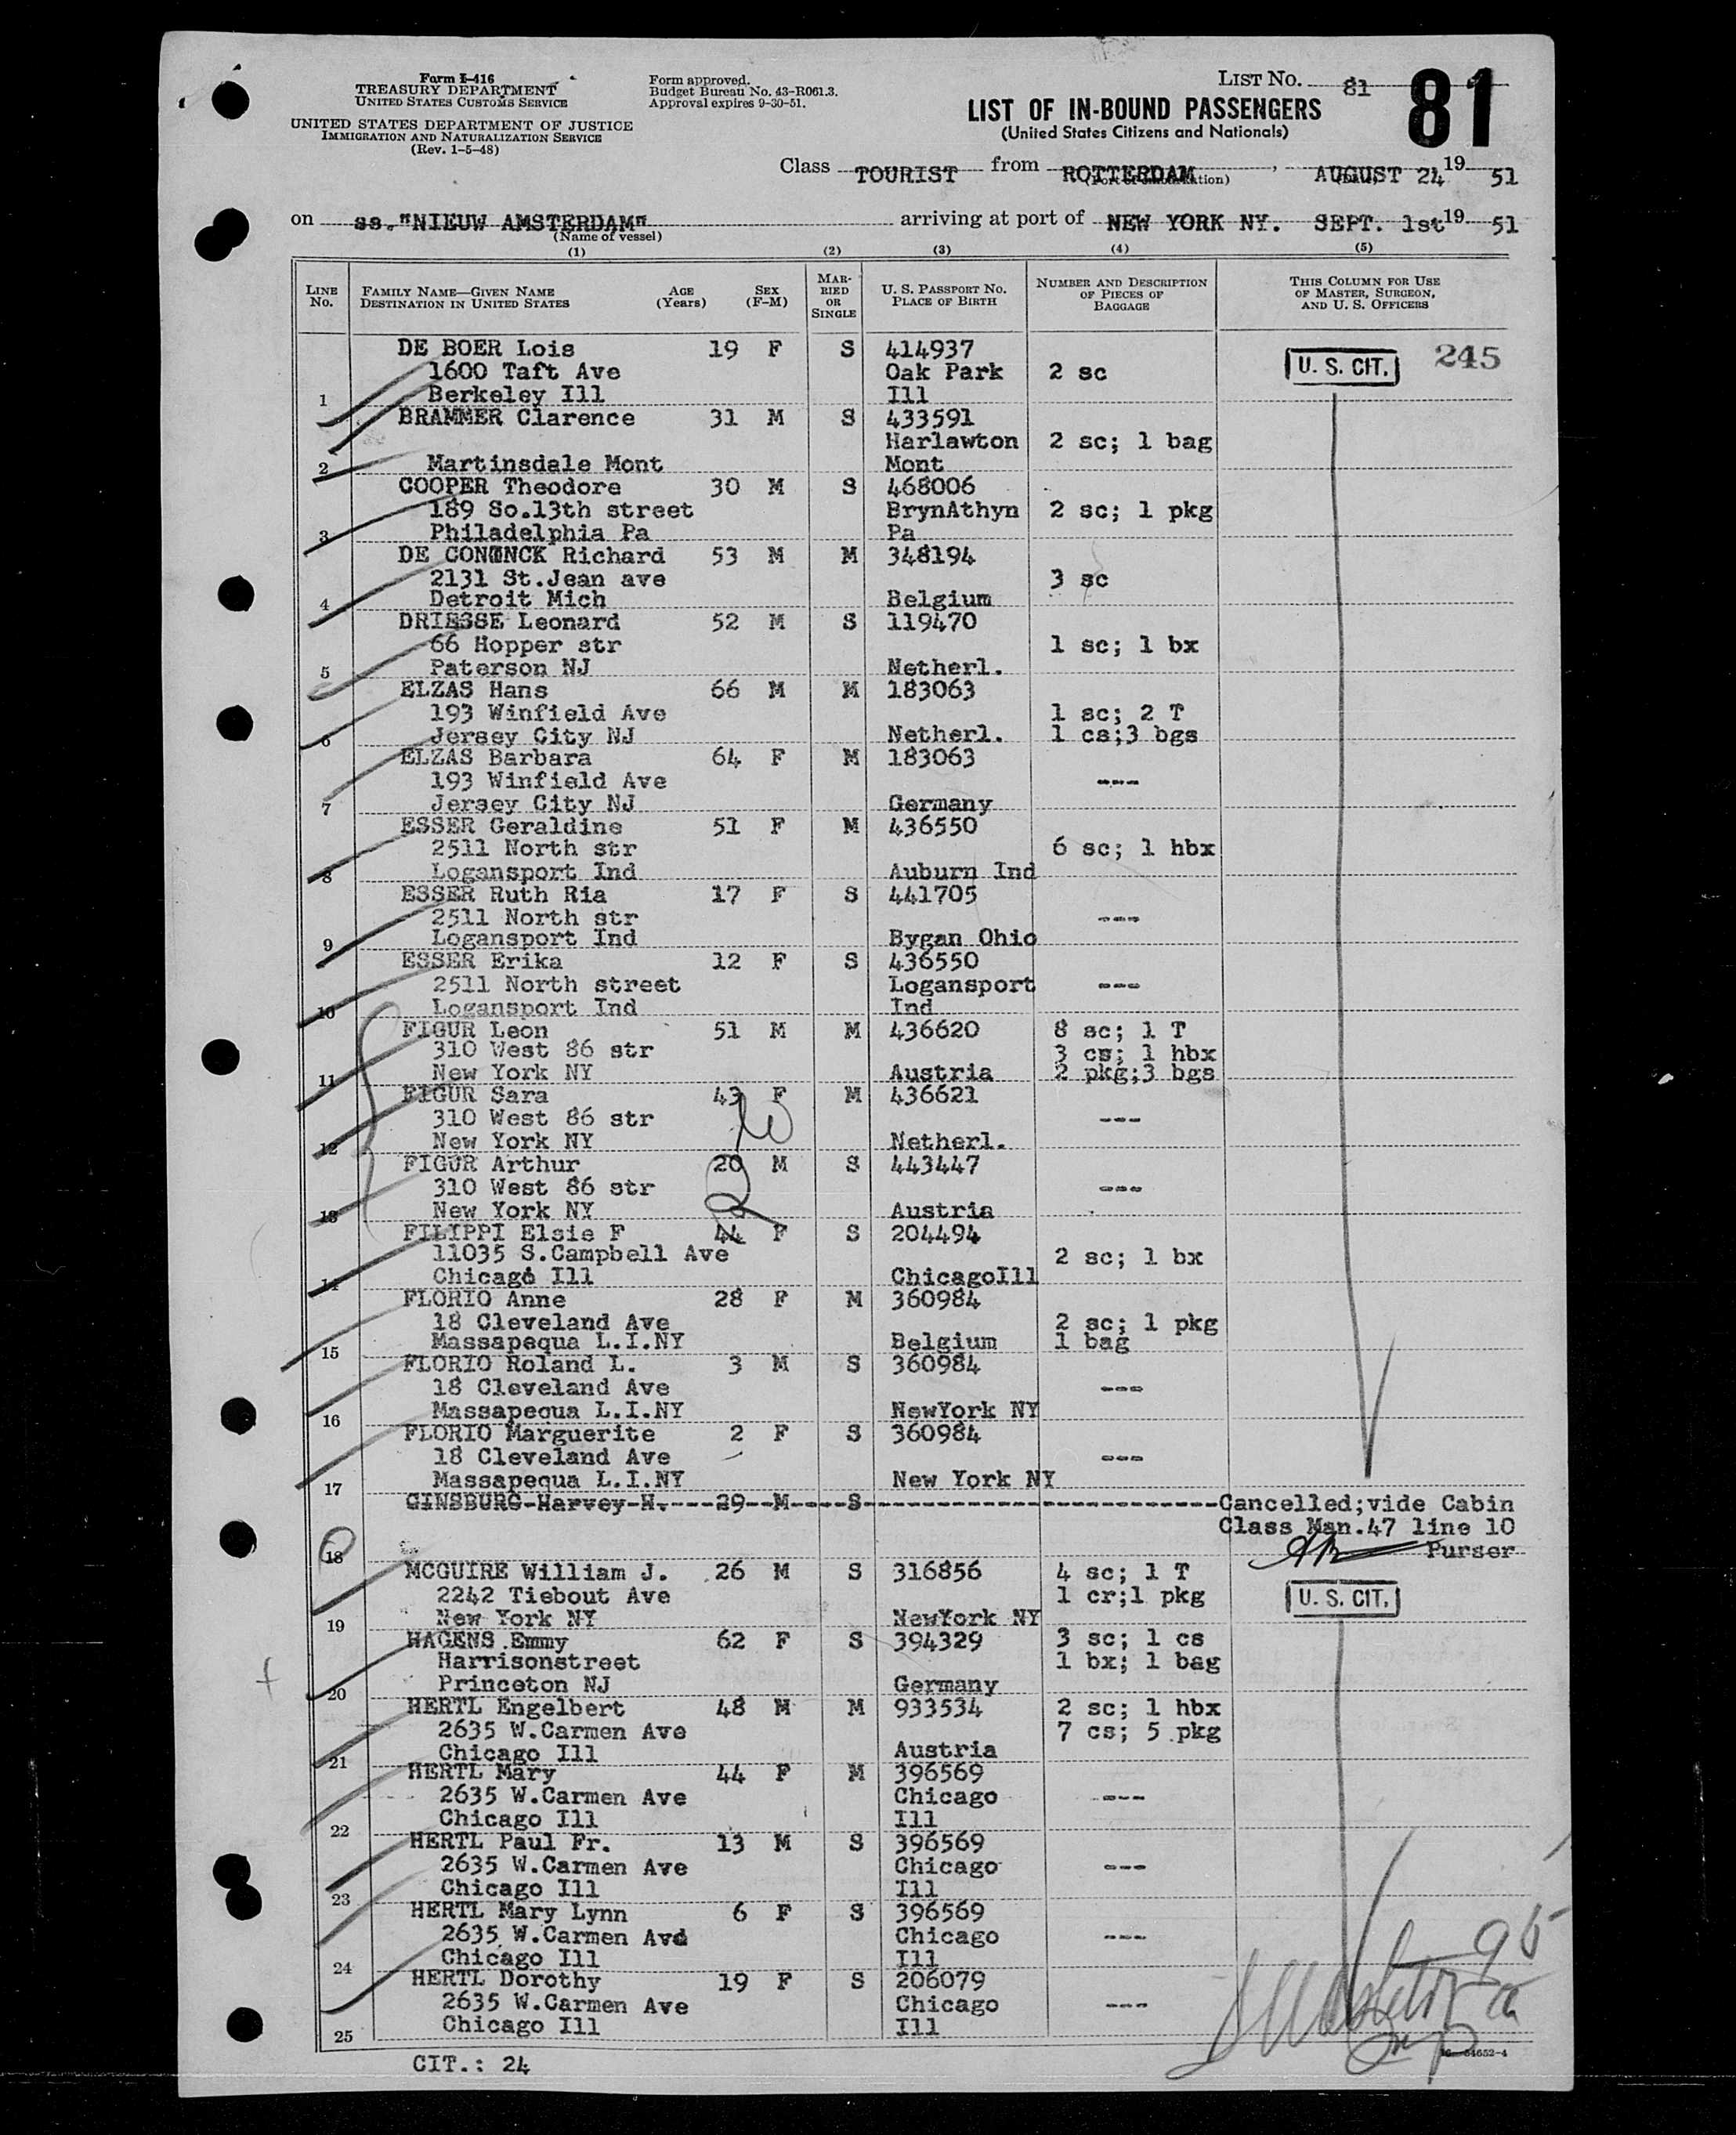 Form I-416
TREASURY DEPARTMENT
UNITED STATES CUSTOMS SERVICE
UNITED STATES DEPARTMENT OF JUSTICE
IMMIGRATION AND NATURALIZATION SERVICE
(Rev. 1-5-48)
Form approved.
Budget Bureau No. 43-R061.3.
Approval expires 9-30-51.
LIST NO. 81
81
LIST OF IN-BOUND PASSENGERS
(United States Citizens and Nationals)
Class TOURIST from ROTTERDAM, AUGUST 24 19 51
on ss."NIEUW AMSTERDAM" arriving at port of NEW YORK NY. SEPT. 1st 19 51
(Name of vessel)
(1) (2) (3) (4) (5)
LINE No. FAMILY NAME—GIVEN NAME DESTINATION IN UNITED STATES AGE (Years) SEX (F-M) MARRIED OR SINGLE U. S. PASSPORT NO. PLACE OF BIRTH NUMBER AND DESCRIPTION OF PIECES OF BAGGAGE THIS COLUMN FOR USE OF MASTER, SURGEON, AND U. S. OFFICERS
DE BOER Lois 19 F S 414937 U. S. CIT. 245
1600 Taft Ave Oak Park 2 sc
1 Berkeley Ill Ill
BRAMMER Clarence 31 M S 433591
Harlawton 2 sc; 1 bag
2 Martinsdale Mont Mont
COOPER Theodore 30 M S 468006
189 So.13th street BrynAthyn 2 sc; 1 pkg
3 Philadelphia Pa Pa
DE CONINCK Richard 53 M M 348194
2131 St.Jean ave 3 sc
4 Detroit Mich Belgium
DRIESSE Leonard 52 M S 119470
66 Hopper str 1 sc; 1 bx
5 Paterson NJ Netherl.
ELZAS Hans 66 M M 183063
193 Winfield Ave 1 sc; 2 T
6 Jersey City NJ Netherl. 1 cs;3 bgs
ELZAS Barbara 64 F M 183063
193 Winfield Ave ---
7 Jersey City NJ Germany
ESSER Geraldine 51 F M 436550
2511 North str 6 sc; 1 hbx
8 Logansport Ind Auburn Ind
ESSER Ruth Ria 17 F S 441705
2511 North str ---
9 Logansport Ind Bygan Ohio
ESSER Erika 12 F S 436550
2511 North street Logansport ---
10 Logansport Ind Ind
FIGUR Leon 51 M M 436620 8 sc; 1 T
310 West 86 str 3 cs; 1 hbx
11 New York NY Austria 2 pkg;3 bgs
FIGUR Sara 43 F M 436621
310 West 86 str ---
12 New York NY Netherl.
FIGUR Arthur 20 M S 443447
310 West 86 str ---
13 New York NY Austria
FILIPPI Elsie F 44 F S 204494
11035 S.Campbell Ave 2 sc; 1 bx
14 Chicago Ill ChicagoIll
FLORIO Anne 28 F M 360984
18 Cleveland Ave 2 sc; 1 pkg
15 Massapequa L.I.NY Belgium 1 bag
FLORIO Roland L. 3 M S 360984
18 Cleveland Ave ---
16 Massapequa L.I.NY NewYork NY
FLORIO Marguerite 2 F S 360984
18 Cleveland Ave ---
17 Massapequa L.I.NY New York NY
GINSBURG-Harvey-H.----29--M----S------Cancelled;vide Cabin
Class Man.47 line 10
18 Purser
MCGUIRE William J. 26 M S 316856 4 sc; 1 T
2242 Tiebout Ave 1 cr;1 pkg U. S. CIT.
19 New York NY NewYork NY
HAGENS Emmy 62 F S 394329 3 sc; 1 cs
Harrisonstreet 1 bx; 1 bag
20 Princeton NJ Germany
HERTL Engelbert 48 M M 933534 2 sc; 1 hbx
2635 W.Carmen Ave 7 cs; 5 pkg
21 Chicago Ill Austria
HERTL Mary 44 F M 396569
2635 W.Carmen Ave Chicago ---
22 Chicago Ill Ill
HERTL Paul Fr. 13 M S 396569
2635 W.Carmen Ave Chicago ---
23 Chicago Ill Ill
HERTL Mary Lynn 6 F S 396569
2635 W.Carmen Ave Chicago ---
24 Chicago Ill Ill
HERTL Dorothy 19 F S 206079
2635 W.Carmen Ave Chicago ---
25 Chicago Ill Ill
CIT.: 24